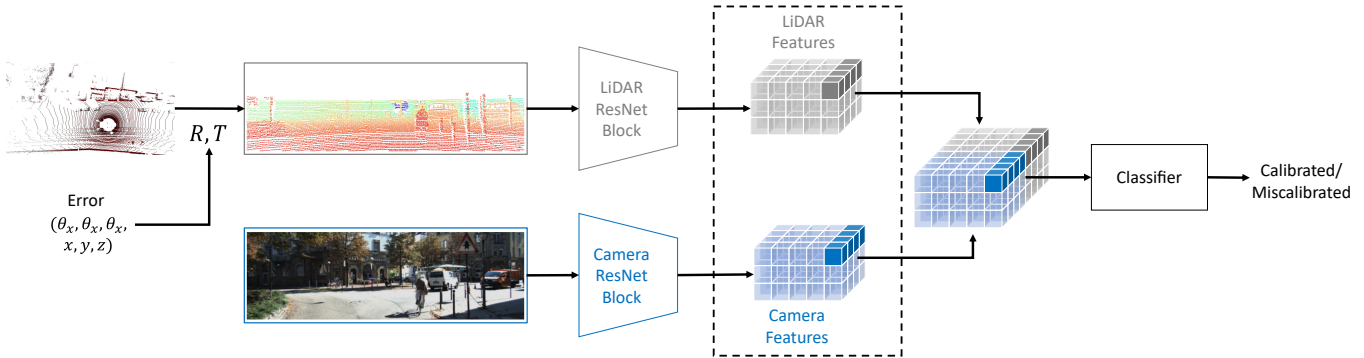 LiDAR
Features
LiDAR
ResNet
Block
R, T
Error
(θₓ, θₓ, θₓ,
x, y, z)
Classifier
Calibrated/
Miscalibrated
Camera
ResNet
Block
Camera
Features